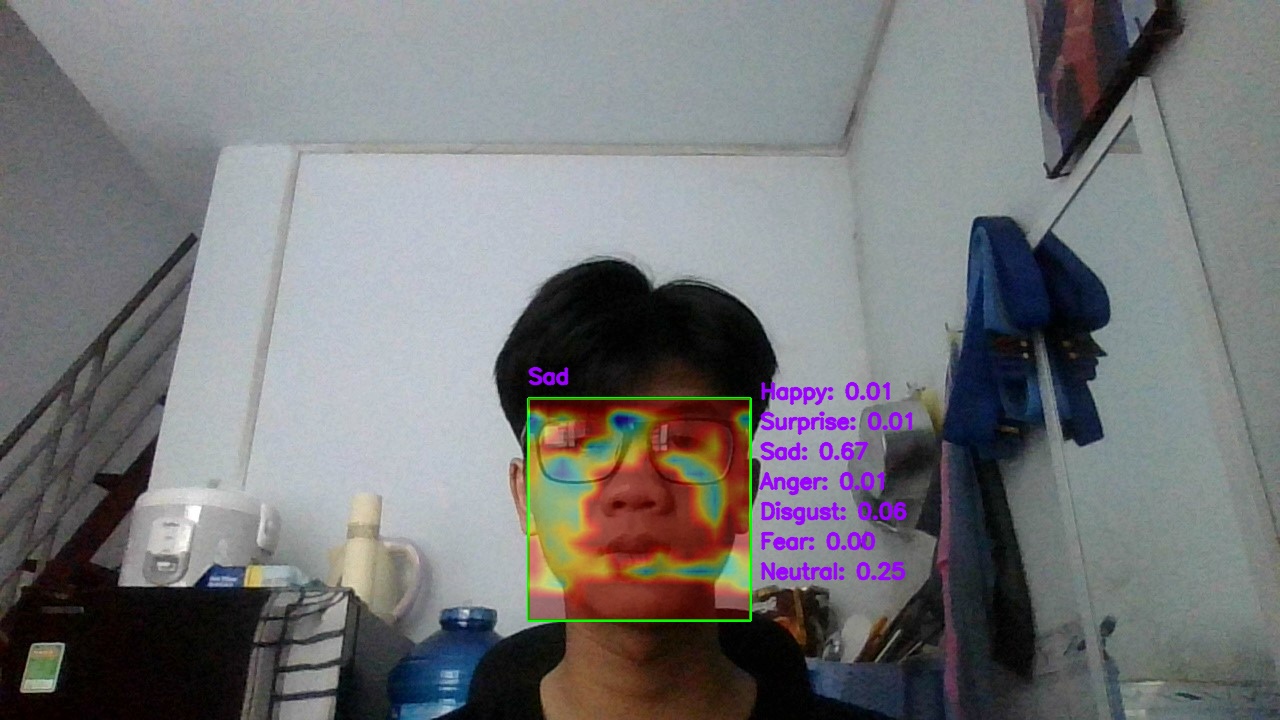 Sad
Happy: 0.01
Surprise: 0.01
Sad: 0.67
Anger: 0.01
Disgust: 0.06
Fear: 0.00
Neutral: 0.25